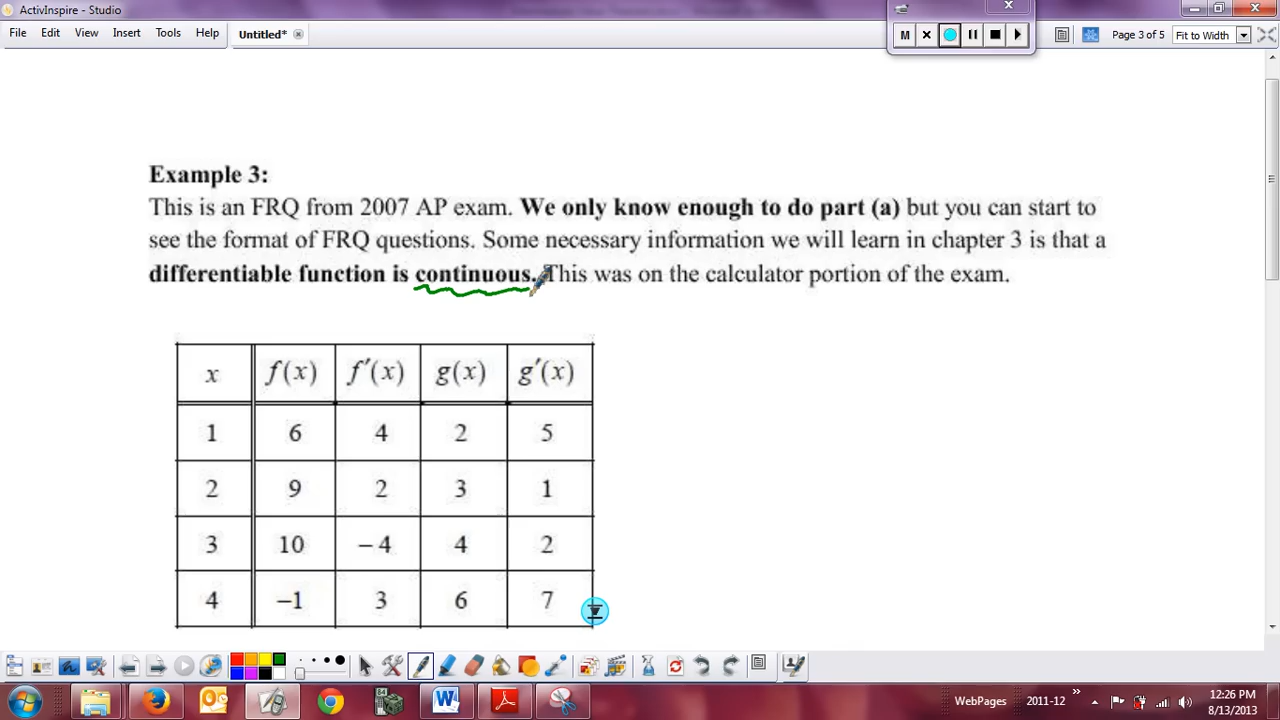 ActivInspire - Studio
File Edit View Insert Tools Help Untitled* M Page 3 of 5 Fit to Width
Example 3:
This is an FRQ from 2007 AP exam. We only know enough to do part (a) but you can start to
see the format of FRQ questions. Some necessary information we will learn in chapter 3 is that a
differentiable function is continuous. This was on the calculator portion of the exam.
x f(x) f′(x) g(x) g′(x)
1 6 4 2 5
2 9 2 3 1
3 10 –4 4 2
4 –1 3 6 7
WebPages 2011-12 » 12:26 PM
8/13/2013